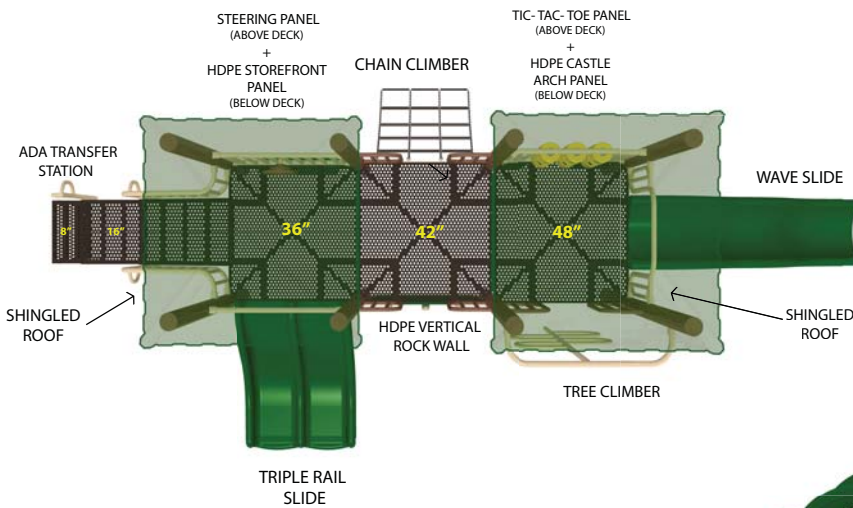 STEERING PANEL
(ABOVE DECK)
+
HDPE STOREFRONT
PANEL
(BELOW DECK)
CHAIN CLIMBER
TIC- TAC- TOE PANEL
(ABOVE DECK)
+
HDPE CASTLE
ARCH PANEL
(BELOW DECK)
ADA TRANSFER
STATION
WAVE SLIDE
8”
16”
36”
42”
48”
SHINGLED
ROOF
HDPE VERTICAL
ROCK WALL
SHINGLED
ROOF
TREE CLIMBER
TRIPLE RAIL
SLIDE